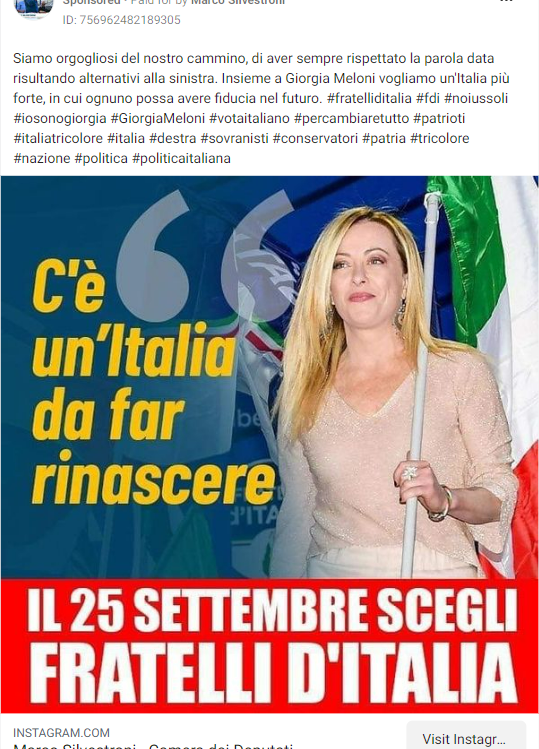 Sponsored · Paid for by Marco Silvestroni
ID: 756962482189305
Siamo orgogliosi del nostro cammino, di aver sempre rispettato la parola data
risultando alternativi alla sinistra. Insieme a Giorgia Meloni vogliamo un'Italia più
forte, in cui ognuno possa avere fiducia nel futuro. #fratelliditalia #fdi #noiussoli
#iosonogiorgia #GiorgiaMeloni #votaitaliano #percambiaretutto #patrioti
#italiatricolore #italia #destra #sovranisti #conservatori #patria #tricolore
#nazione #politica #politicaitaliana
C'è
un'Italia
da far
rinascere
d'ITA
IL 25 SETTEMBRE SCEGLI
FRATELLI D'ITALIA
INSTAGRAM.COM
Marco Silvestroni - Camera dei Deputati
Visit Instagr...